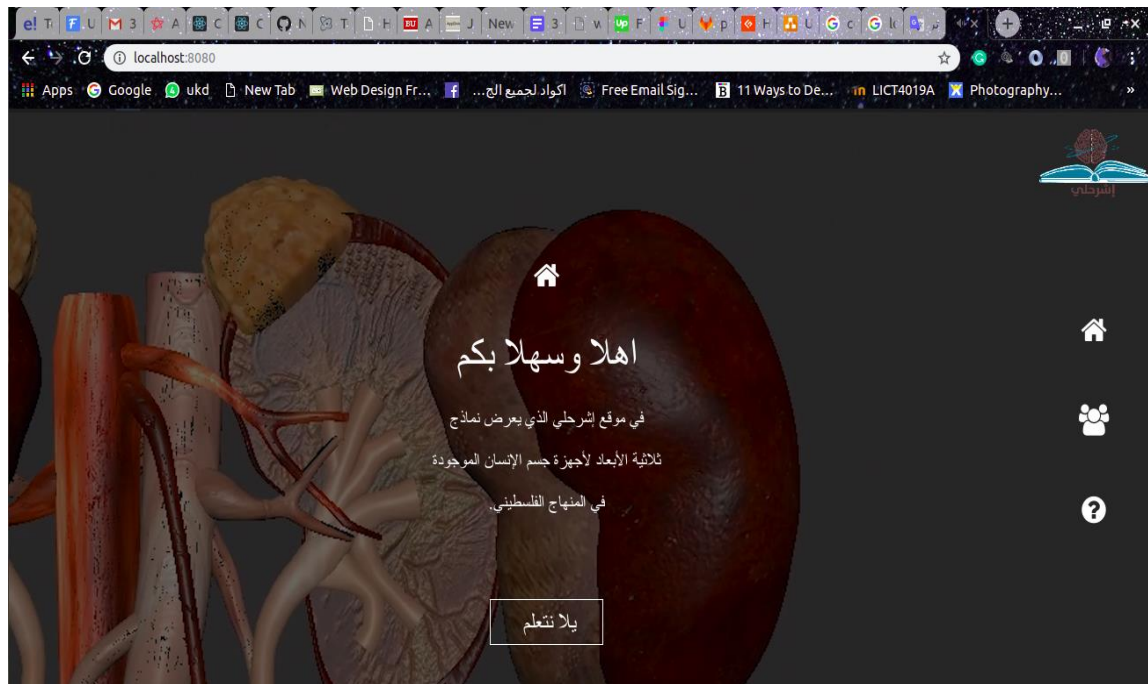 localhost:8080
Apps Google ukd New Tab Web Design Fr... اكواد لجميع الج... Free Email Sig... 11 Ways to De... LICT4019A Photography... »
إشرحلي
اهلا وسهلا بكم
في موقع إشرحلي الذي يعرض نماذج
ثلاثية الأبعاد لأجهزة جسم الإنسان الموجودة
في المنهاج الفلسطيني.
يلا نتعلم